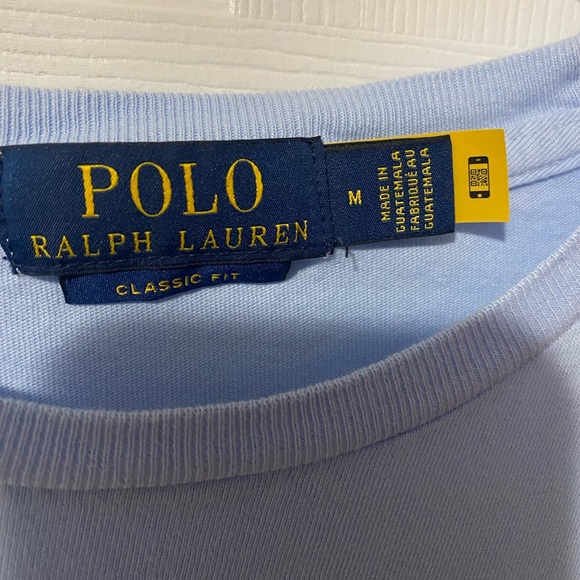 POLO
RALPH LAUREN
CLASSIC FIT
M
MADE IN
GUATEMALA
FABRIQUÉ AU
GUATEMALA